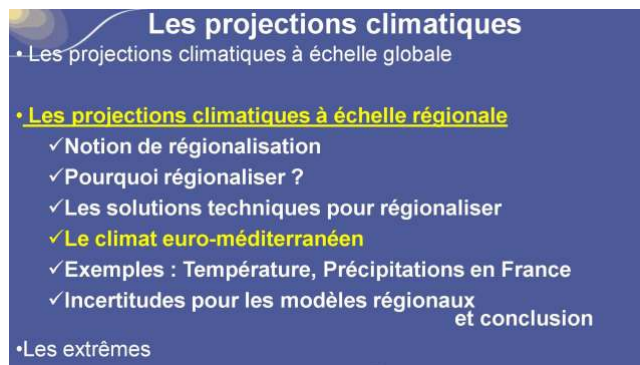 Les projections climatiques
• Les projections climatiques à échelle globale
• Les projections climatiques à échelle régionale
✓Notion de régionalisation
✓Pourquoi régionaliser ?
✓Les solutions techniques pour régionaliser
✓Le climat euro-méditerranéen
✓Exemples : Température, Précipitations en France
✓Incertitudes pour les modèles régionaux
et conclusion
•Les extrêmes